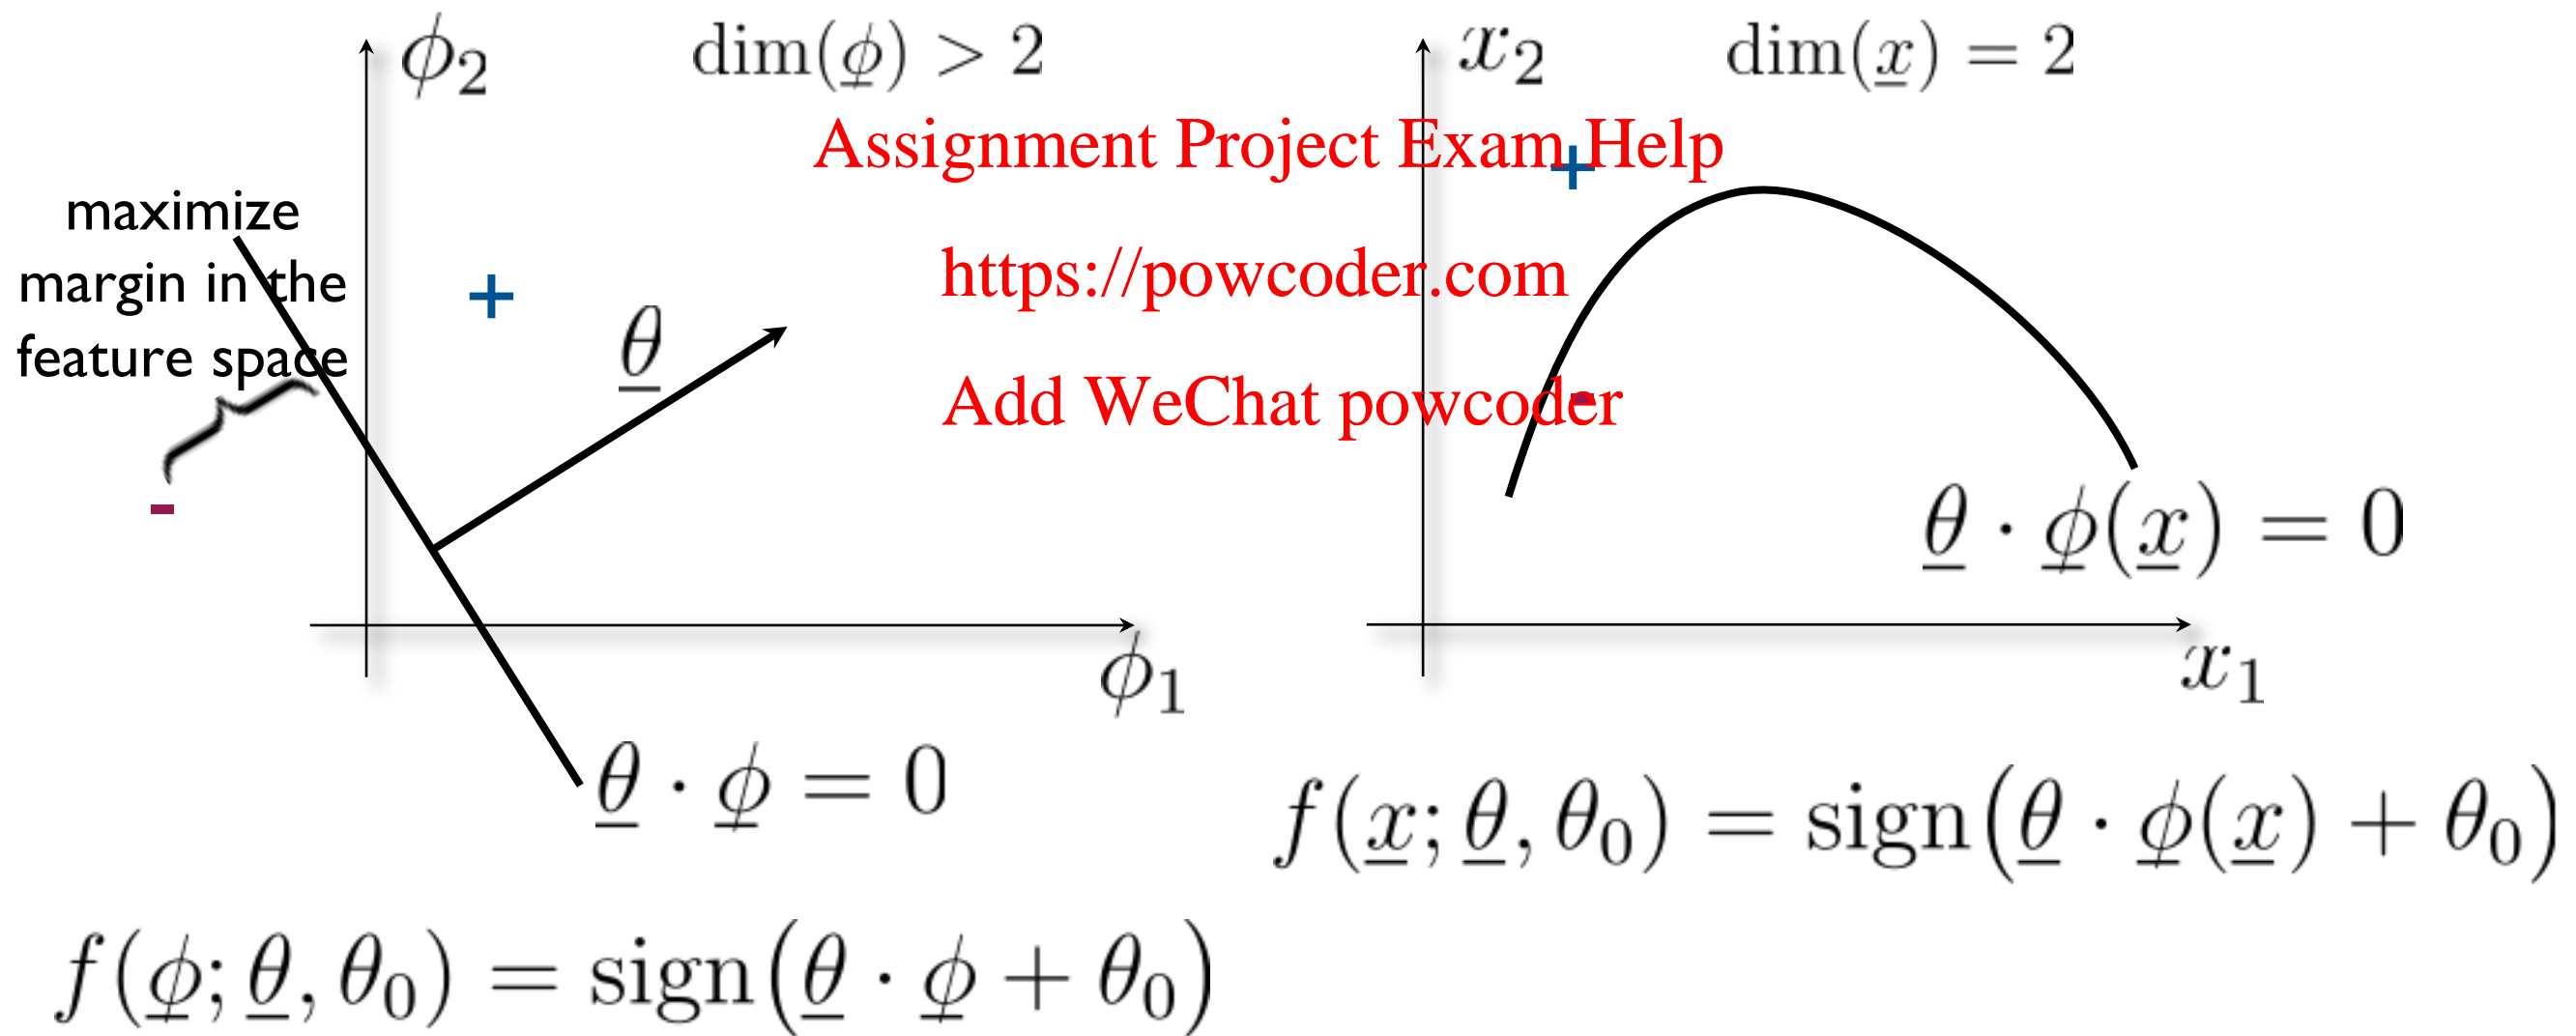 ϕ₂ dim(ϕ) > 2
x₂ dim(x) = 2
Assignment Project Exam Help
+
maximize
margin in the
feature space
+
θ
https://powcoder.com
Add WeChat powcoder
-
-
θ · ϕ(x) = 0
ϕ₁
x₁
θ · ϕ = 0
f(x; θ, θ₀) = sign(θ · ϕ(x) + θ₀)
f(ϕ; θ, θ₀) = sign(θ · ϕ + θ₀)